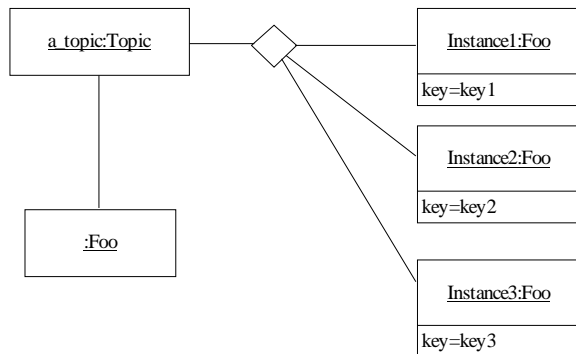 a_topic:Topic
Instance1:Foo
key=key1
Instance2:Foo
key=key2
:Foo
Instance3:Foo
key=key3